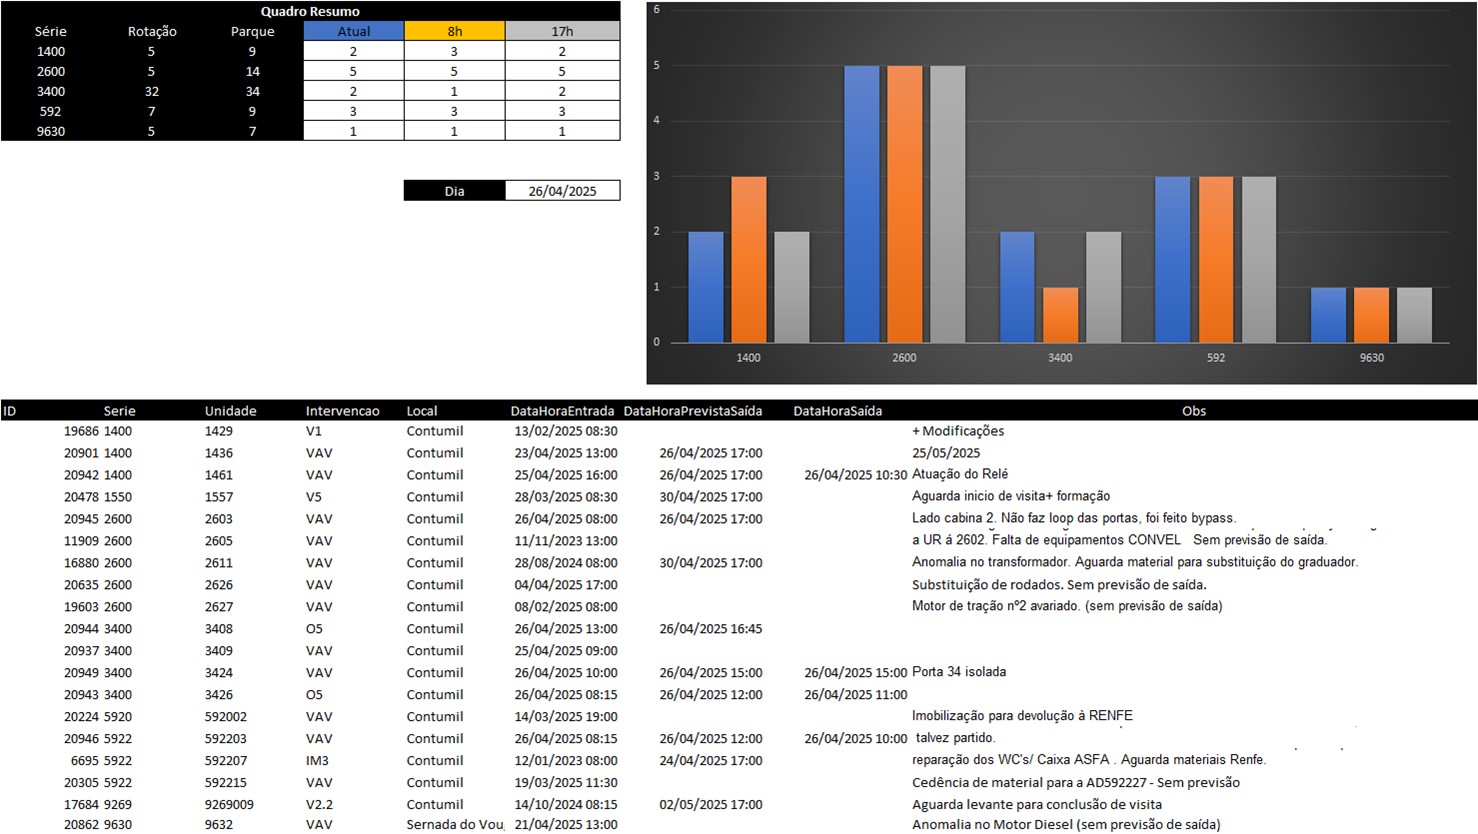 Quadro Resumo
Série Rotação Parque Atual 8h 17h
1400 5 9 2 3 2
2600 5 14 5 5 5
3400 32 34 2 1 2
592 7 9 3 3 3
9630 5 7 1 1 1
Dia 26/04/2025
6
5
4
3
2
1
0
1400 2600 3400 592 9630
ID Serie Unidade Intervencao Local DataHoraEntrada DataHoraPrevistaSaída DataHoraSaída Obs
19686 1400 1429 V1 Contumil 13/02/2025 08:30 + Modificações
20901 1400 1436 VAV Contumil 23/04/2025 13:00 26/04/2025 17:00 25/05/2025
20942 1400 1461 VAV Contumil 25/04/2025 16:00 26/04/2025 17:00 26/04/2025 10:30 Atuação do Relé
20478 1550 1557 V5 Contumil 28/03/2025 08:30 30/04/2025 17:00 Aguarda inicio de visita+ formação
20945 2600 2603 VAV Contumil 26/04/2025 08:00 26/04/2025 17:00 Lado cabina 2. Não faz loop das portas, foi feito bypass.
11909 2600 2605 VAV Contumil 11/11/2023 13:00 a UR á 2602. Falta de equipamentos CONVEL Sem previsão de saída.
16880 2600 2611 VAV Contumil 28/08/2024 08:00 30/04/2025 17:00 Anomalia no transformador. Aguarda material para substituição do graduador.
20635 2600 2626 VAV Contumil 04/04/2025 17:00 Substituição de rodados. Sem previsão de saída.
19603 2600 2627 VAV Contumil 08/02/2025 08:00 Motor de tração nº2 avariado. (sem previsão de saída)
20944 3400 3408 O5 Contumil 26/04/2025 13:00 26/04/2025 16:45
20937 3400 3409 VAV Contumil 25/04/2025 09:00
20949 3400 3424 VAV Contumil 26/04/2025 10:00 26/04/2025 15:00 26/04/2025 15:00 Porta 34 isolada
20943 3400 3426 O5 Contumil 26/04/2025 08:15 26/04/2025 12:00 26/04/2025 11:00
20224 5920 592002 VAV Contumil 14/03/2025 19:00 Imobilização para devolução à RENFE
20946 5922 592203 VAV Contumil 26/04/2025 08:15 26/04/2025 12:00 26/04/2025 10:00 talvez partido.
6695 5922 592207 IM3 Contumil 12/01/2023 08:00 24/04/2025 17:00 reparação dos WC's/ Caixa ASFA . Aguarda materiais Renfe.
20305 5922 592215 VAV Contumil 19/03/2025 11:30 Cedência de material para a AD592227 - Sem previsão
17684 9269 9269009 V2.2 Contumil 14/10/2024 08:15 02/05/2025 17:00 Aguarda levante para conclusão de visita
20862 9630 9632 VAV Sernada do Vou 21/04/2025 13:00 Anomalia no Motor Diesel (sem previsão de saída)